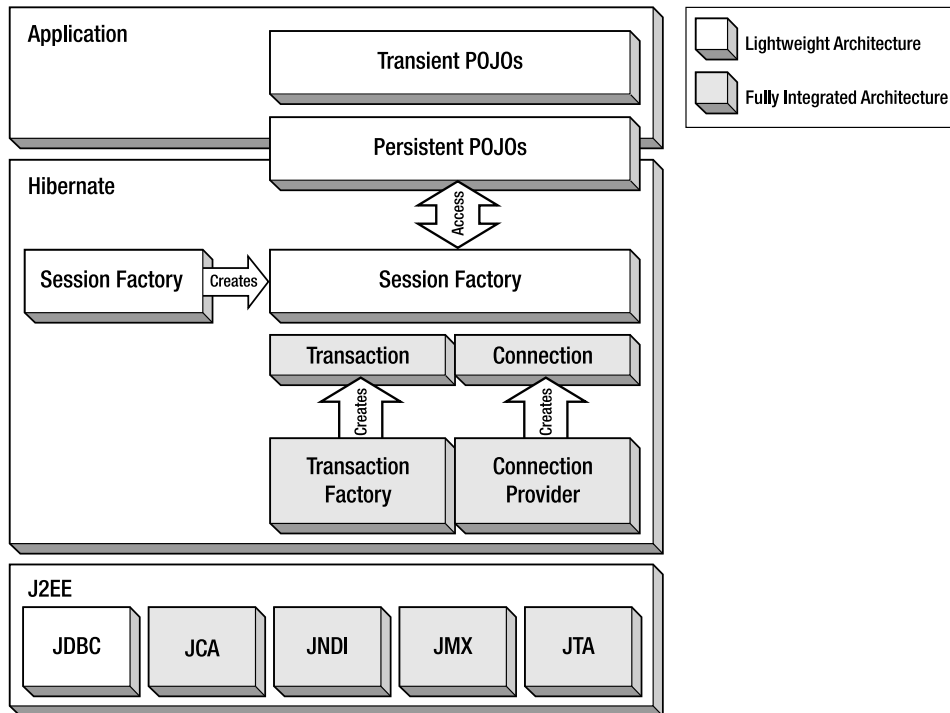 Application
Transient POJOs
Lightweight Architecture
Fully Integrated Architecture
Persistent POJOs
Hibernate
Access
Session Factory
Creates
Session Factory
Transaction
Connection
Creates
Creates
Transaction
Factory
Connection
Provider
J2EE
JDBC
JCA
JNDI
JMX
JTA